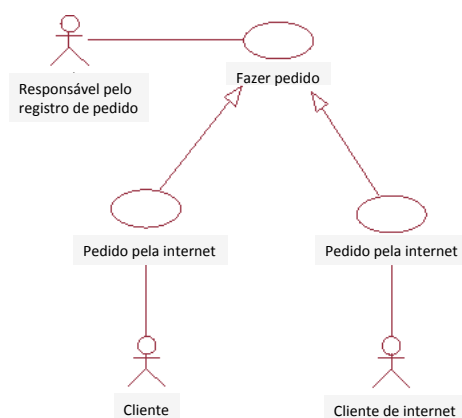 Fazer pedido
Responsável pelo
registro de pedido
Pedido pela internet
Pedido pela internet
Cliente
Cliente de internet